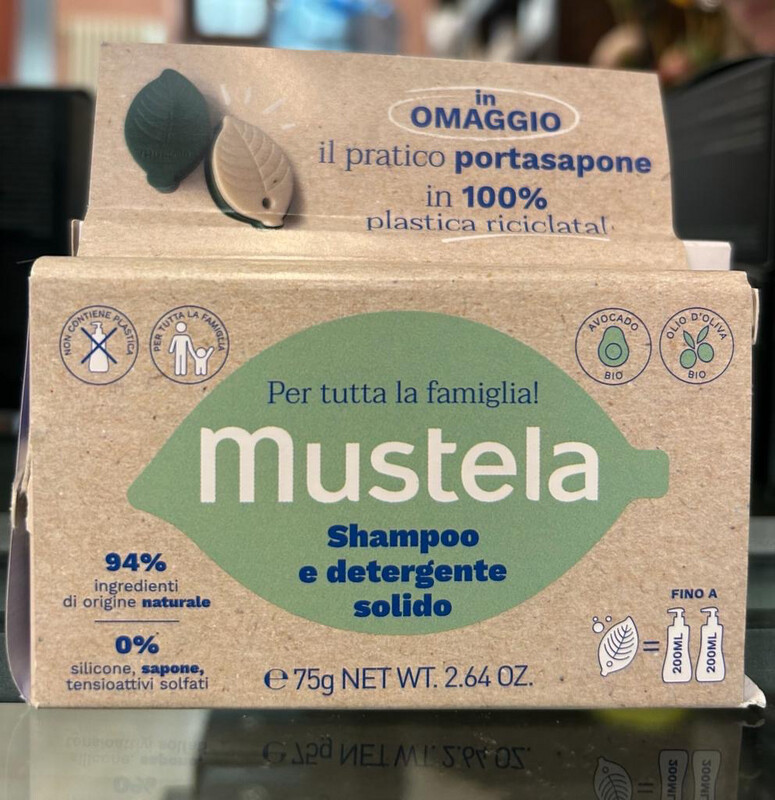 in
OMAGGIO
il pratico portasapone
in 100%
plastica riciclata!
NON CONTIENE PLASTICA
PER TUTTA LA FAMIGLIA
AVOCADO
BIO
OLIO D'OLIVA
BIO
Per tutta la famiglia!
mustela
Shampoo
e detergente
solido
94%
ingredienti
di origine naturale
0%
silicone, sapone,
tensioattivi solfati
℮ 75g NET WT. 2.64 OZ.
FINO A
=
200ML
200ML